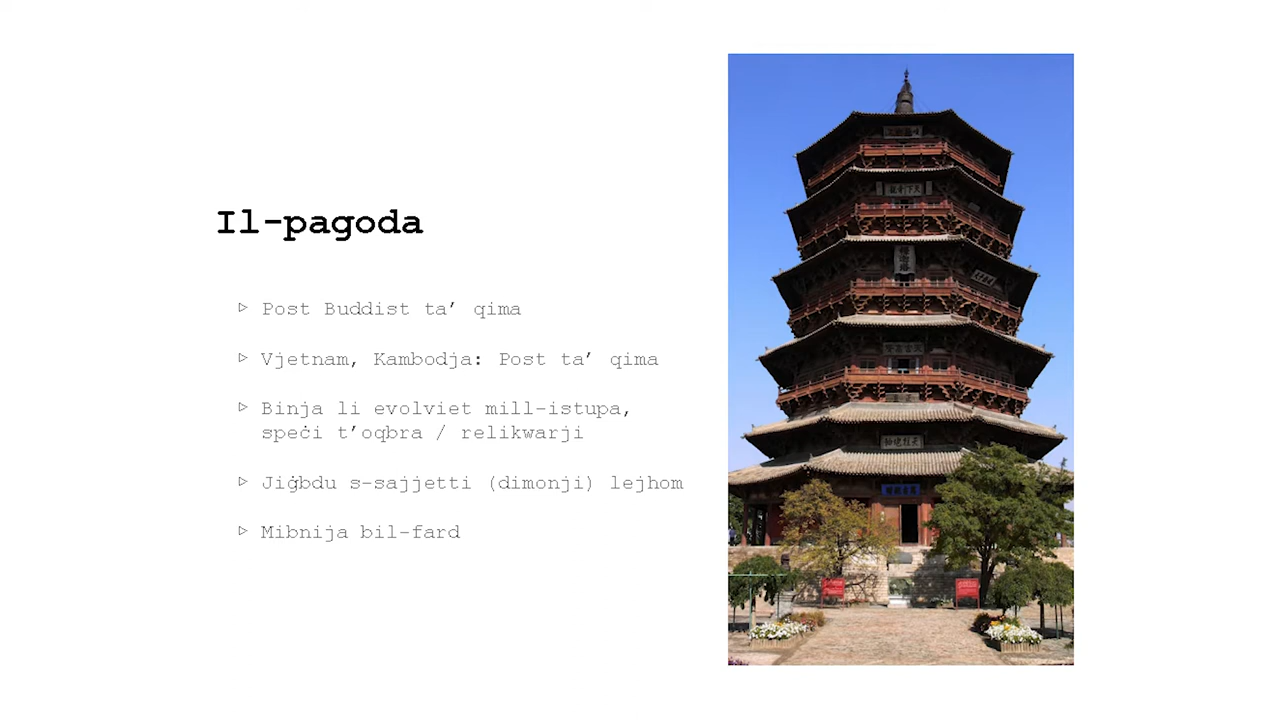 Il-pagoda
▷ Post Buddist ta’ qima
▷ Vjetnam, Kambodja: Post ta’ qima
▷ Binja li evolviet mill-istupa,
speċi t’oqbra / relikwarji
▷ Jiġbdu s-sajjetti (dimonji) lejhom
▷ Mibnija bil-fard